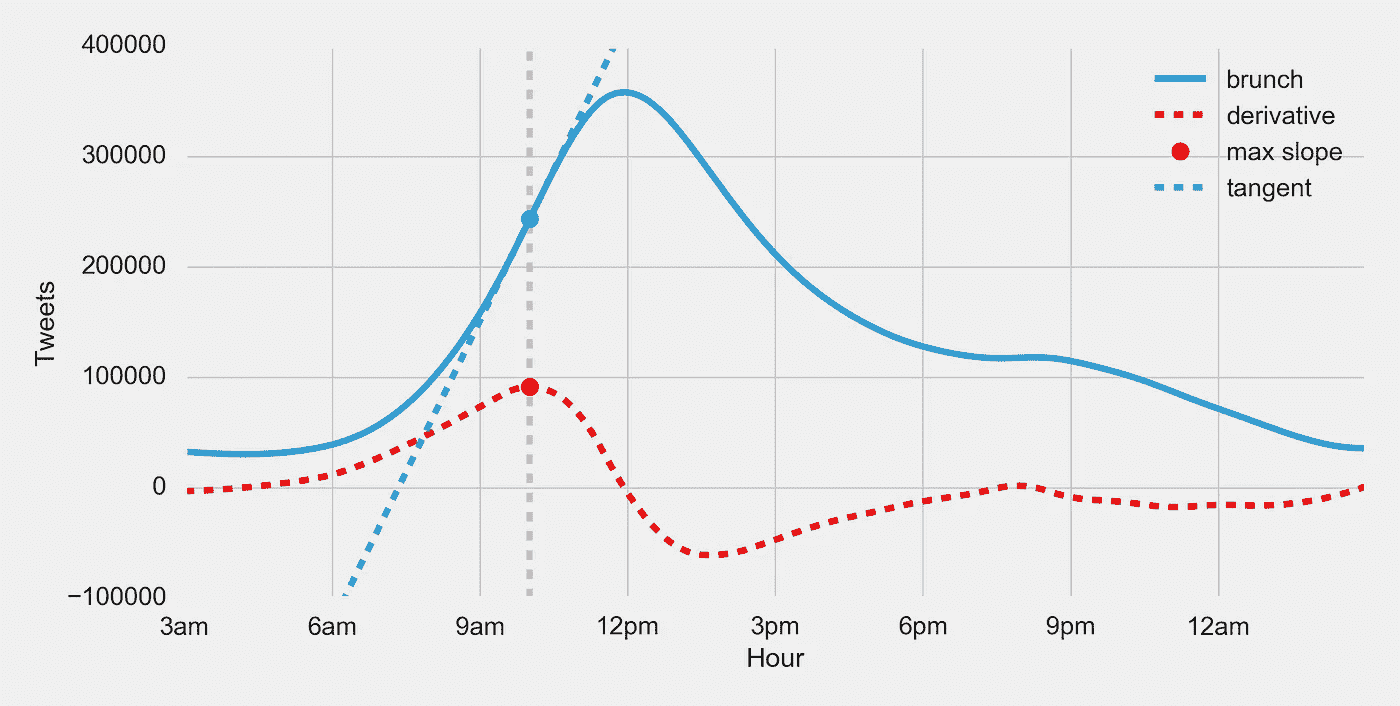 400000
300000
200000
100000
0
−100000
Tweets
3am 6am 9am 12pm 3pm 6pm 9pm 12am
Hour
brunch
derivative
max slope
tangent